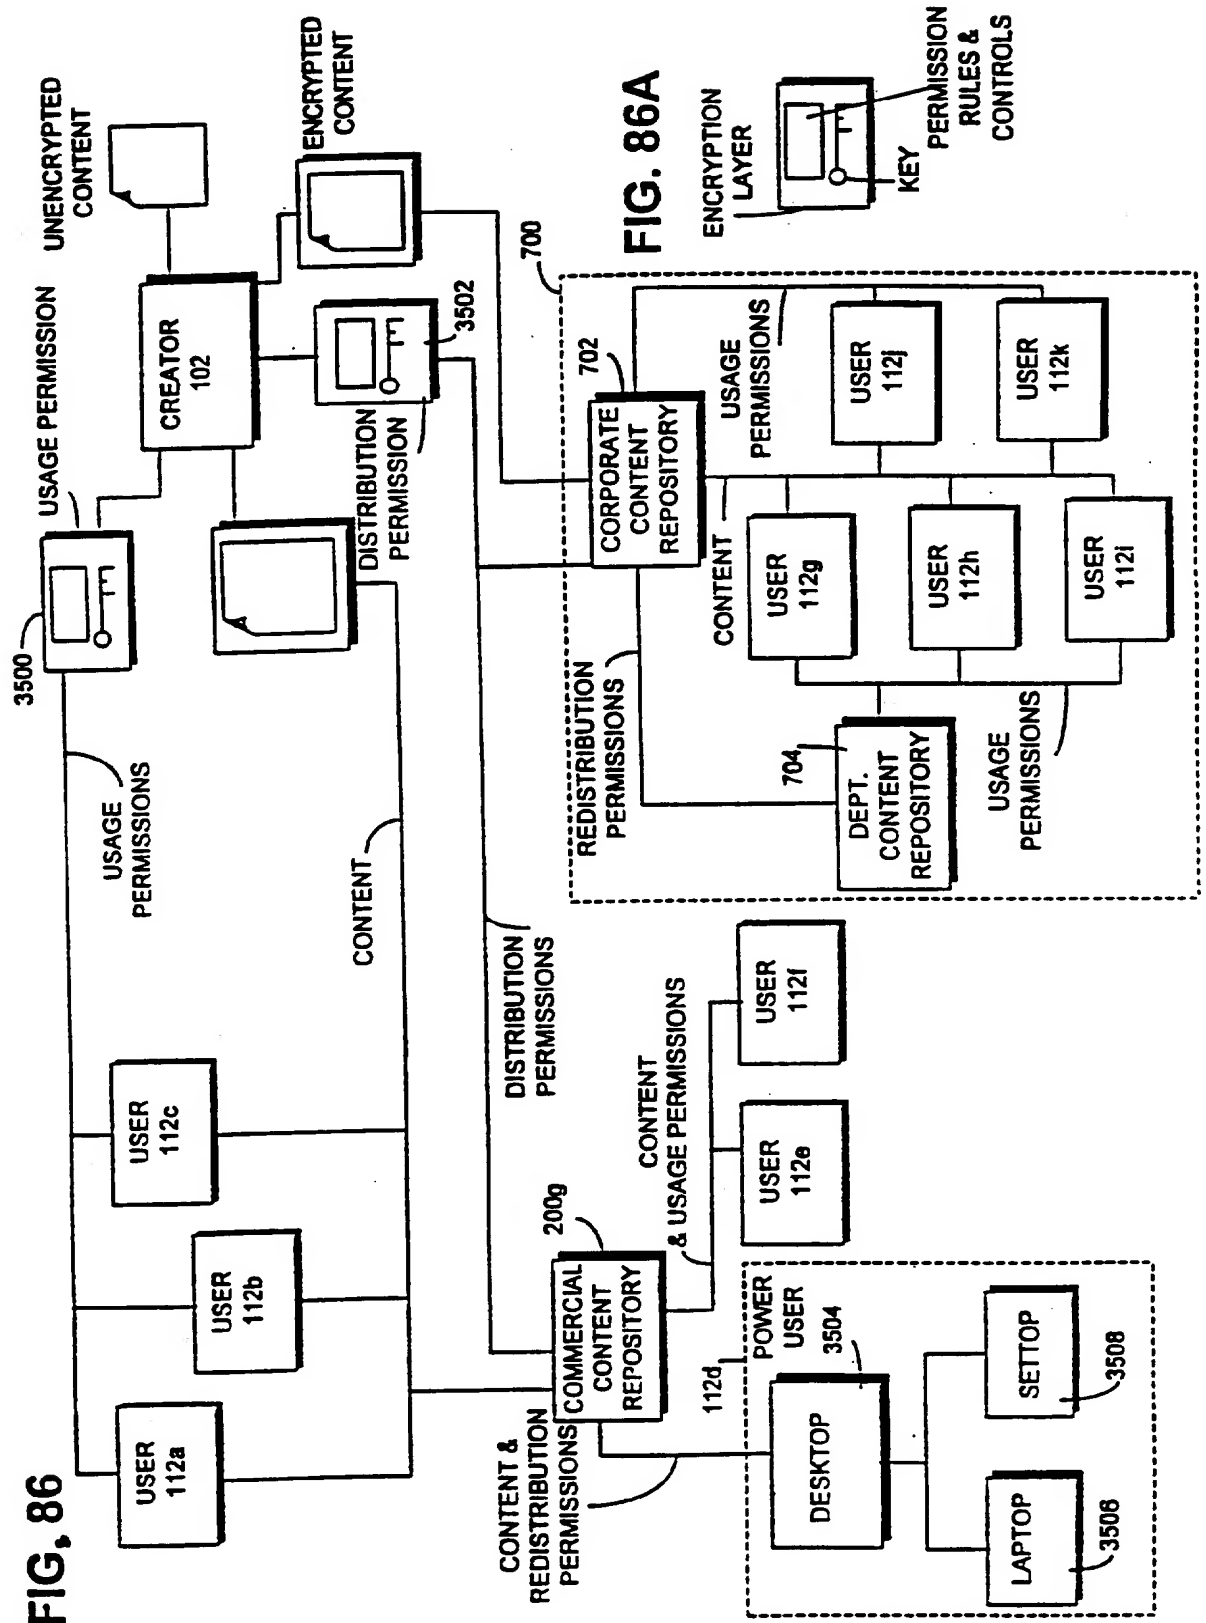 FIG. 86
3500
USAGE PERMISSION
UNENCRYPTED
CONTENT
CREATOR
102
ENCRYPTED
CONTENT
DISTRIBUTION
PERMISSION
3502
USAGE
PERMISSIONS
CONTENT
USER
112a
USER
112b
USER
112c
DISTRIBUTION
PERMISSIONS
CONTENT &
REDISTRIBUTION
PERMISSIONS
COMMERCIAL
CONTENT
REPOSITORY
200g
CONTENT
& USAGE PERMISSIONS
USER
112e
USER
112f
112d
POWER
USER
3504
DESKTOP
LAPTOP
3506
SETTOP
3508
700
CORPORATE
CONTENT
REPOSITORY
702
REDISTRIBUTION
PERMISSIONS
CONTENT
USAGE
PERMISSIONS
704
DEPT.
CONTENT
REPOSITORY
USER
112g
USER
112h
USER
112i
USER
112j
USER
112k
USAGE
PERMISSIONS
FIG. 86A
ENCRYPTION
LAYER
KEY
PERMISSION
RULES &
CONTROLS